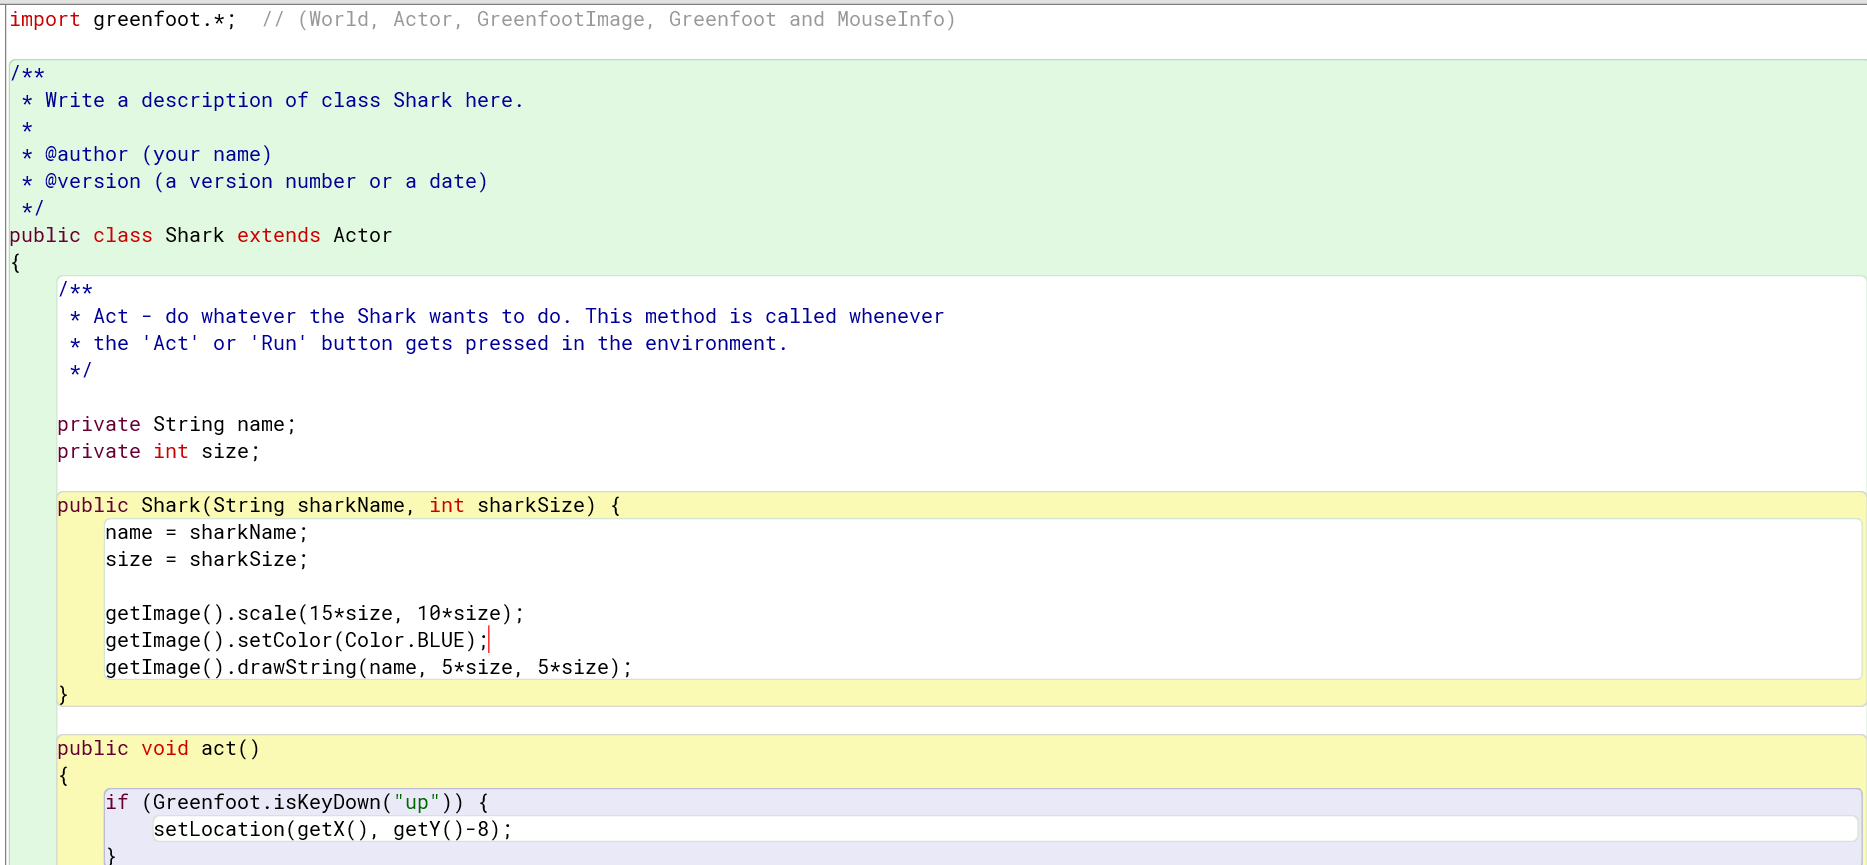 import greenfoot.*;  // (World, Actor, GreenfootImage, Greenfoot and MouseInfo)
/**
 * Write a description of class Shark here.
 *
 * @author (your name)
 * @version (a version number or a date)
 */
public class Shark extends Actor
{
    /**
     * Act - do whatever the Shark wants to do. This method is called whenever
     * the 'Act' or 'Run' button gets pressed in the environment.
     */
    private String name;
    private int size;
    public Shark(String sharkName, int sharkSize) {
        name = sharkName;
        size = sharkSize;
        getImage().scale(15*size, 10*size);
        getImage().setColor(Color.BLUE);
        getImage().drawString(name, 5*size, 5*size);
    }
    public void act()
    {
        if (Greenfoot.isKeyDown("up")) {
            setLocation(getX(), getY()-8);
        }